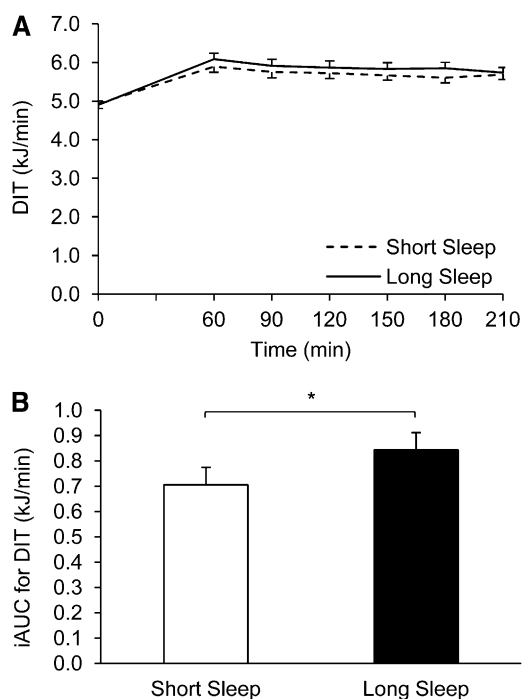 A
7.0
6.0
5.0
4.0
3.0
2.0
1.0
0.0
DIT (kJ/min)
Short Sleep
Long Sleep
0 60 90 120 150 180 210
Time (min)
B
*
1.0
0.9
0.8
0.7
0.6
0.5
0.4
0.3
0.2
0.1
0.0
iAUC for DIT (kJ/min)
Short Sleep Long Sleep